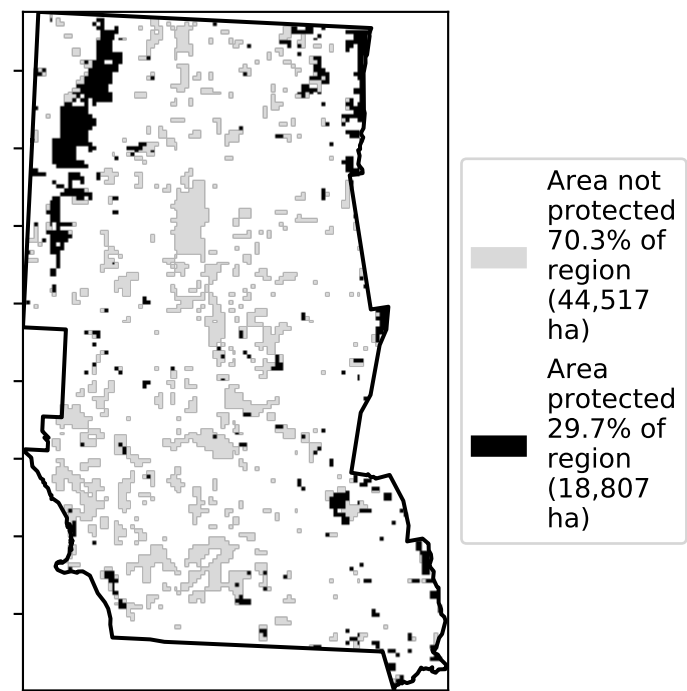 Area not
protected
70.3% of
region
(44,517
ha)
Area
protected
29.7% of
region
(18,807
ha)